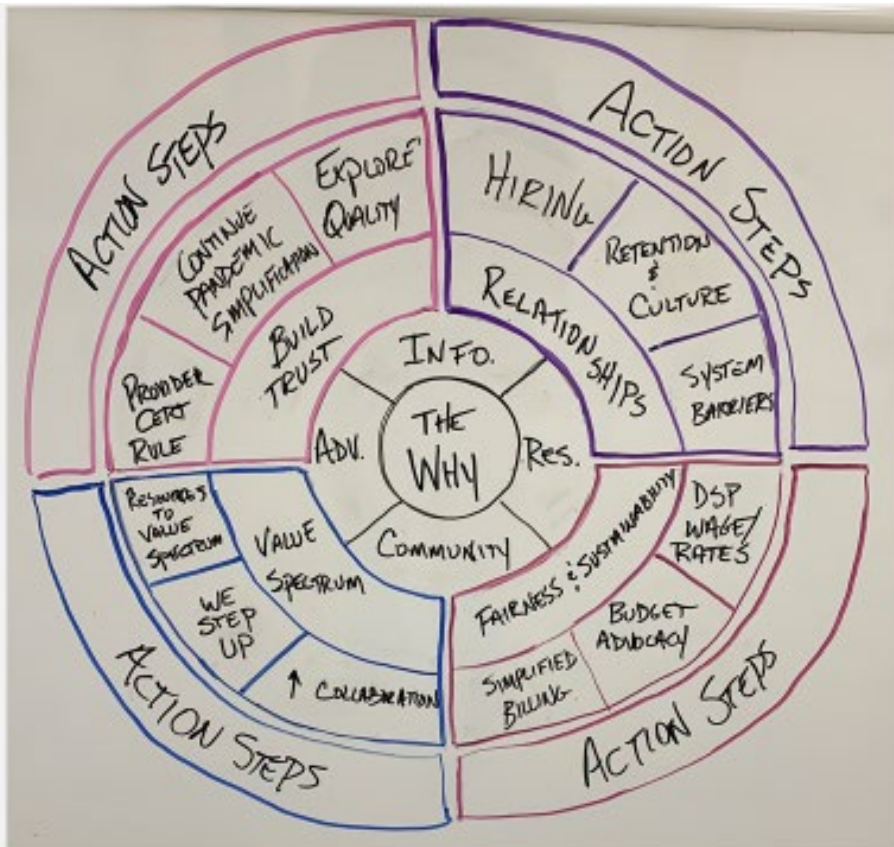 ACTION STEPS
EXPLORE
QUALITY
CONTINUE
PANDEMIC
SIMPLIFICATION
PROVIDER
CERT
RULE
BUILD
TRUST
ACTION STEPS
HIRING
RETENTION
&
CULTURE
SYSTEM
BARRIERS
RELATIONSHIPS
INFO.
ADV.
THE
WHY
RES.
COMMUNITY
RESOURCES
TO
VALUE
SPECTRUM
VALUE
SPECTRUM
WE
STEP
UP
↑ COLLABORATION
ACTION STEPS
FAIRNESS & SUSTAINABILITY
DSP
WAGE/
RATES
BUDGET
ADVOCACY
SIMPLIFIED
BILLING
ACTION STEPS